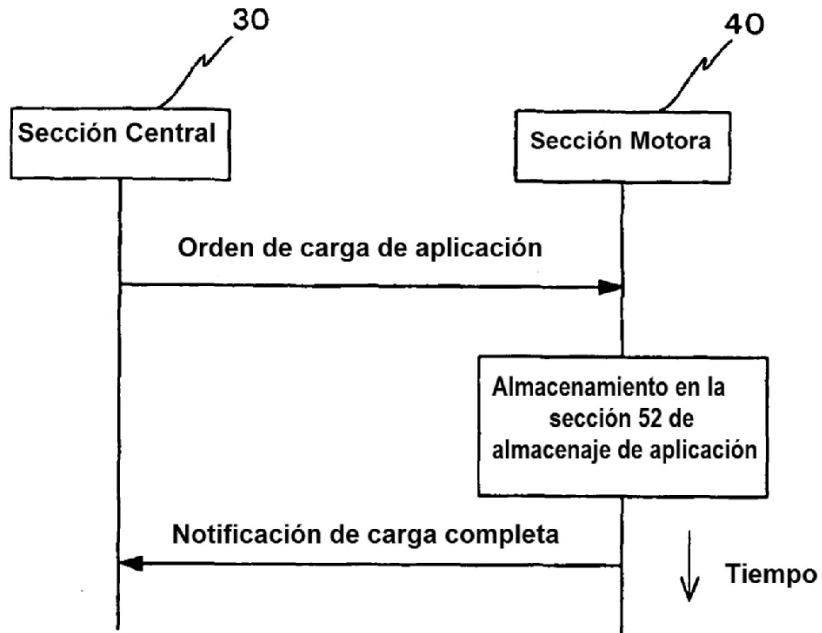 30
40
Sección Central
Sección Motora
Orden de carga de aplicación
Almacenamiento en la
sección 52 de
almacenaje de aplicación
Notificación de carga completa
Tiempo